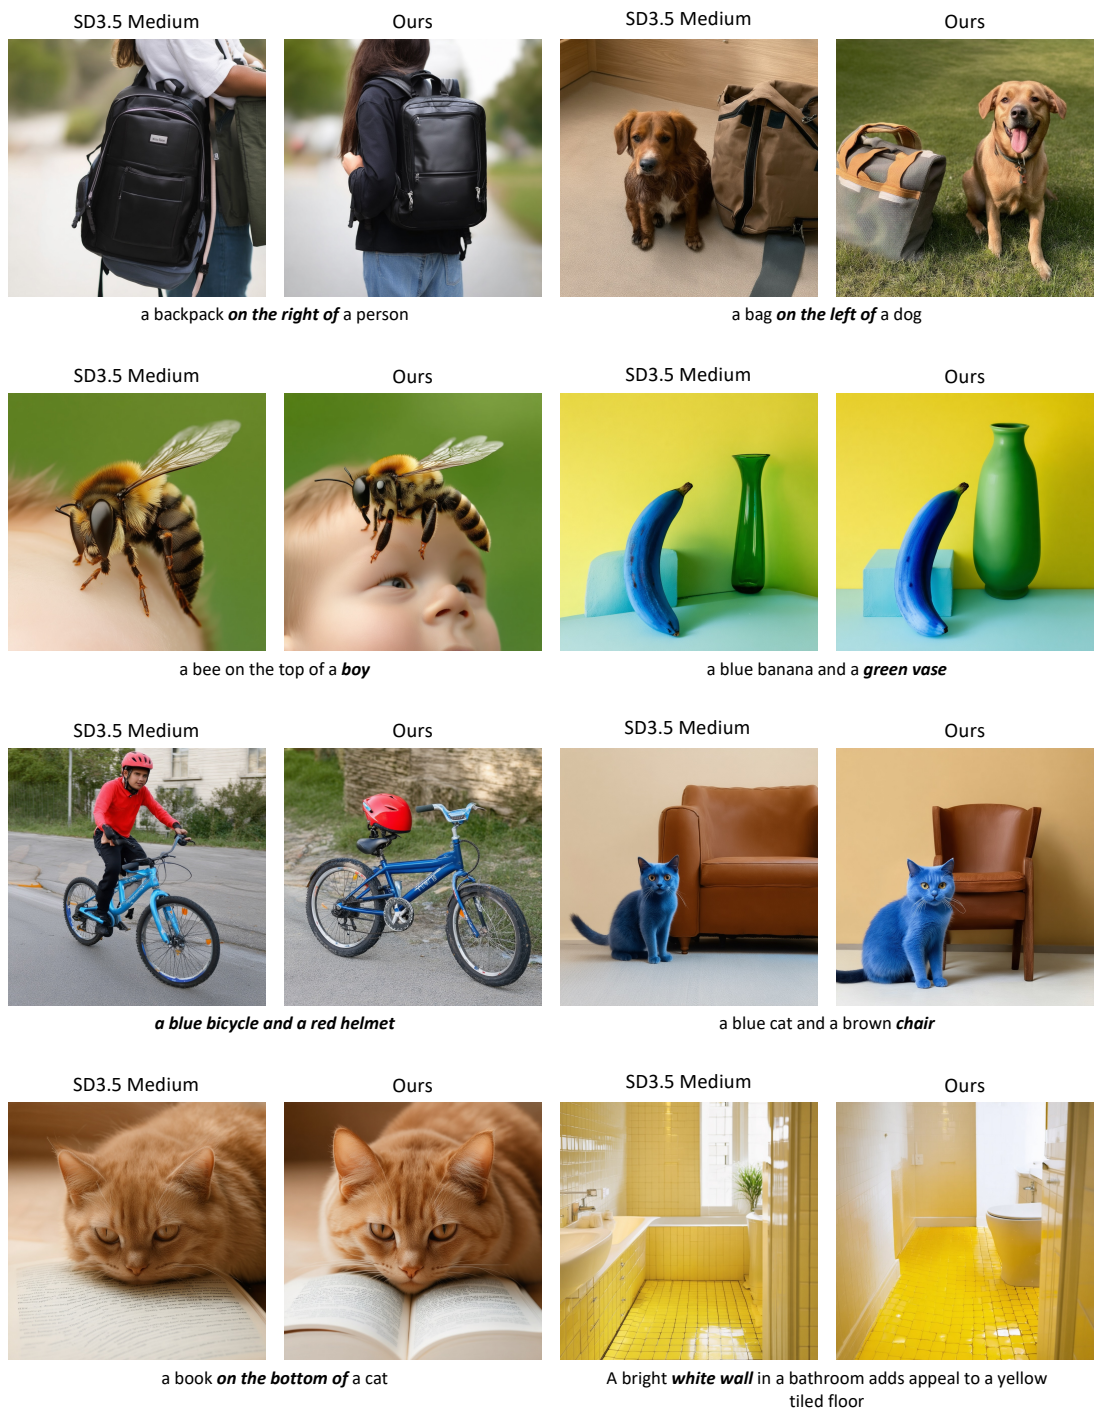 SD3.5 Medium
Ours
SD3.5 Medium
Ours
a backpack on the right of a person
a bag on the left of a dog
SD3.5 Medium
Ours
SD3.5 Medium
Ours
a bee on the top of a boy
a blue banana and a green vase
SD3.5 Medium
Ours
SD3.5 Medium
Ours
a blue bicycle and a red helmet
a blue cat and a brown chair
SD3.5 Medium
Ours
SD3.5 Medium
Ours
a book on the bottom of a cat
A bright white wall in a bathroom adds appeal to a yellow
tiled floor